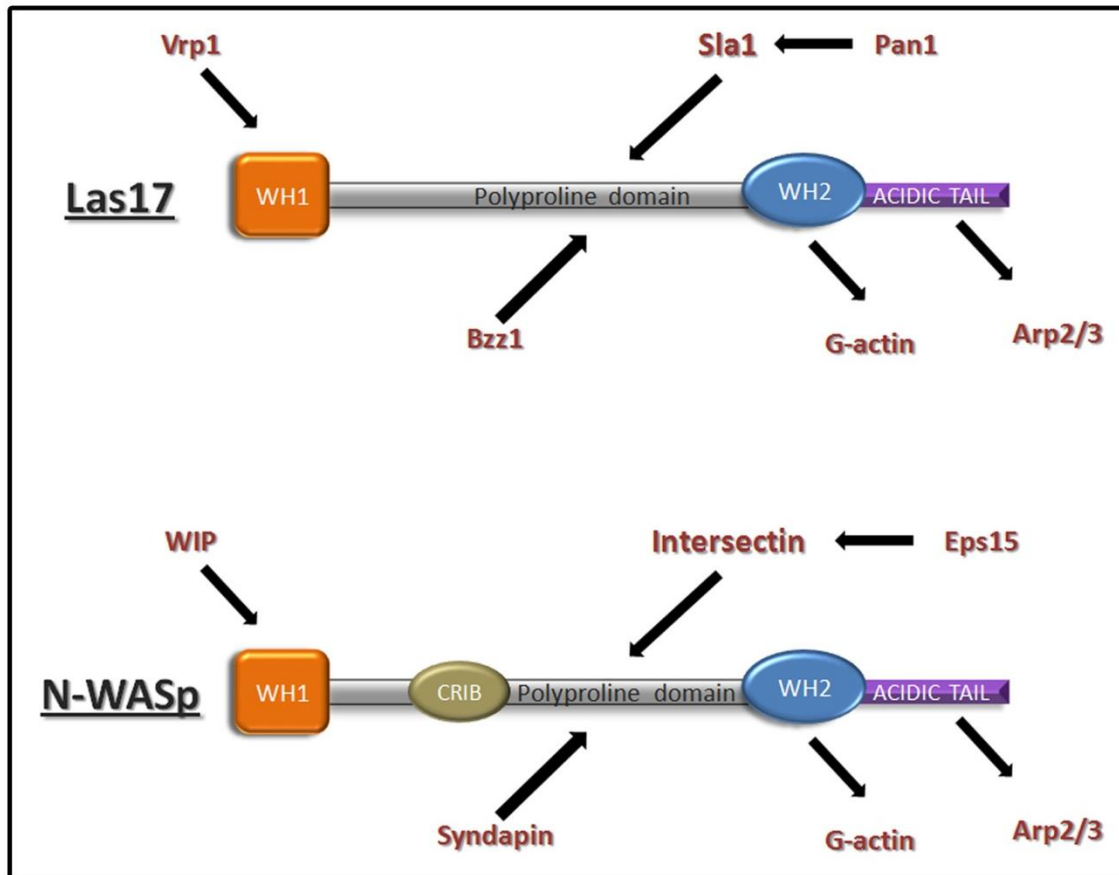 Vrp1
Sla1
Pan1
Las17
WH1
Polyproline domain
WH2
ACIDIC TAIL
Bzz1
G-actin
Arp2/3
WIP
Intersectin
Eps15
N-WASp
WH1
CRIB
Polyproline domain
WH2
ACIDIC TAIL
Syndapin
G-actin
Arp2/3